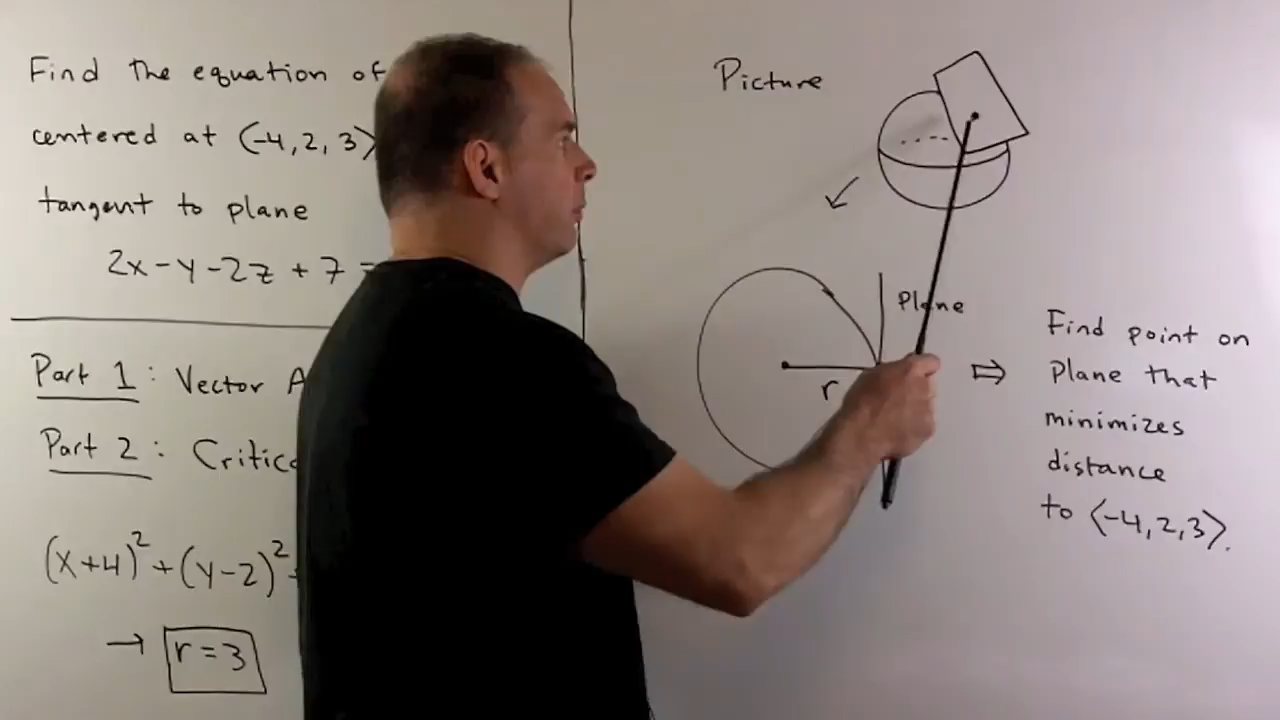 Find the equation of
centered at (-4, 2, 3)
tangent to plane
2x-y-2z+7=
Part 1: Vector A
Part 2: Critica
(x+4)²+(y-2)²+
→ r=3
Picture
Plane
r
⇒
Find point on
Plane that
minimizes
distance
to (-4,2,3).